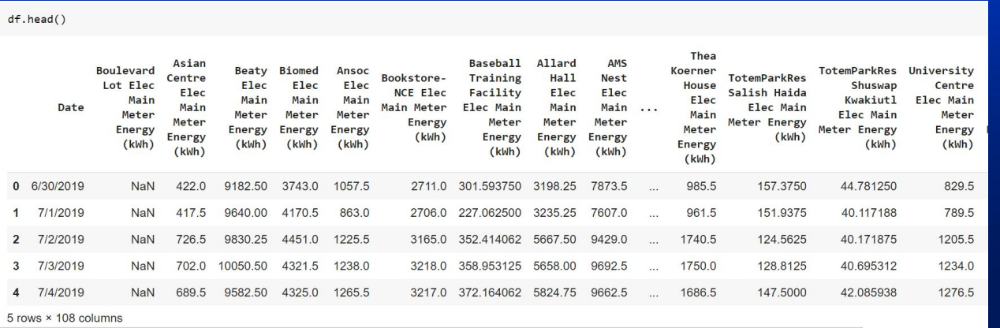 df.head()
Date Boulevard Lot Elec Main Meter Energy (kWh) Asian Centre Elec Main Meter Energy (kWh) Beaty Elec Main Meter Energy (kWh) Biomed Elec Main Meter Energy (kWh) Ansoc Elec Main Meter Energy (kWh) Bookstore-NCE Elec Main Meter Energy (kWh) Baseball Training Facility Elec Main Meter Energy (kWh) Allard Hall Elec Main Meter Energy (kWh) AMS Nest Elec Main Meter Energy (kWh) ... Thea Koerner House Elec Main Meter Energy (kWh) TotemParkRes Salish Haida Elec Main Meter Energy (kWh) TotemParkRes Shuswap Kwakiutl Elec Main Meter Energy (kWh) University Centre Elec Main Meter Energy (kWh)
0 6/30/2019 NaN 422.0 9182.50 3743.0 1057.5 2711.0 301.593750 3198.25 7873.5 ... 985.5 157.3750 44.781250 829.5
1 7/1/2019 NaN 417.5 9640.00 4170.5 863.0 2706.0 227.062500 3235.25 7607.0 ... 961.5 151.9375 40.117188 789.5
2 7/2/2019 NaN 726.5 9830.25 4451.0 1225.5 3165.0 352.414062 5667.50 9429.0 ... 1740.5 124.5625 40.171875 1205.5
3 7/3/2019 NaN 702.0 10050.50 4321.5 1238.0 3218.0 358.953125 5658.00 9692.5 ... 1750.0 128.8125 40.695312 1234.0
4 7/4/2019 NaN 689.5 9582.50 4325.0 1265.5 3217.0 372.164062 5824.75 9662.5 ... 1686.5 147.5000 42.085938 1276.5
5 rows × 108 columns